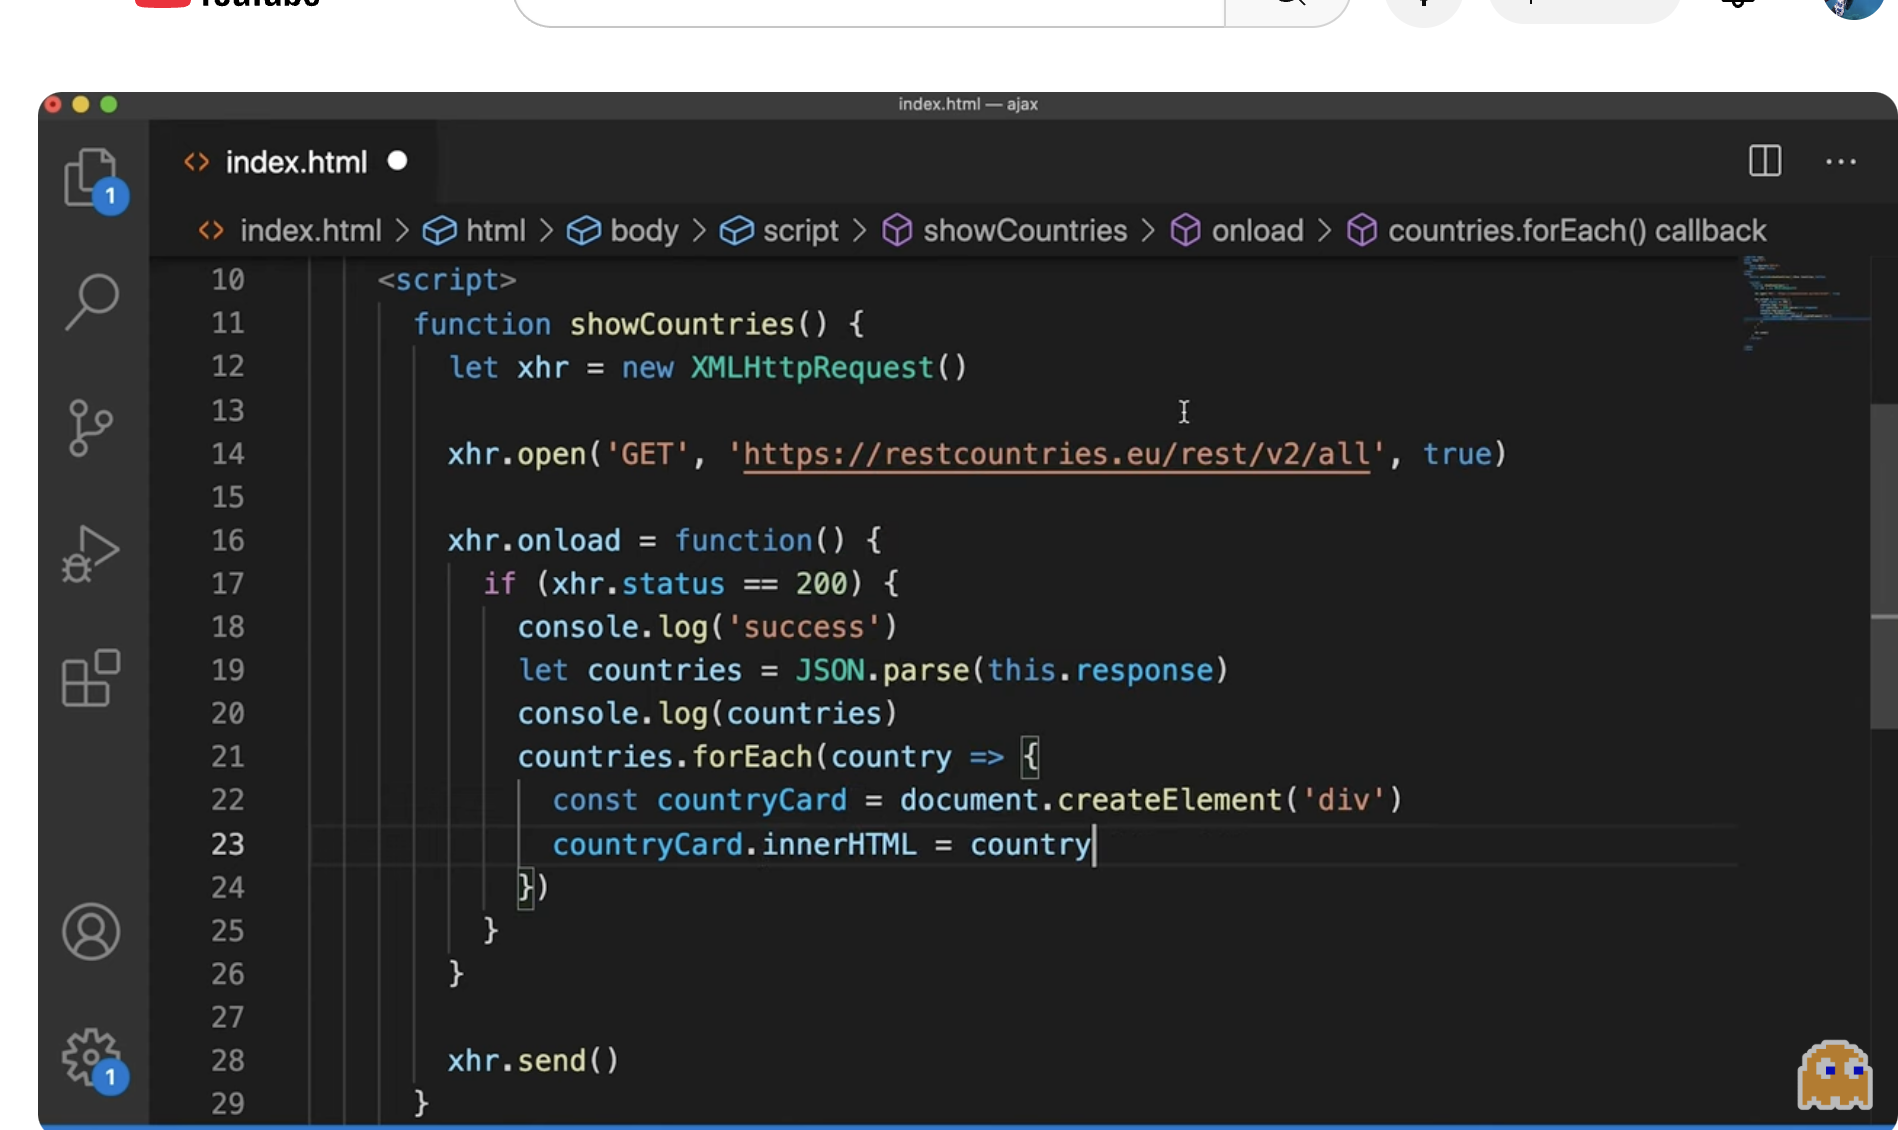 YouTube
index.html — ajax
1
<> index.html
<> index.html > html > body > script > showCountries > onload > countries.forEach() callback
10 <script>
11 function showCountries() {
12 let xhr = new XMLHttpRequest()
13
14 xhr.open('GET', 'https://restcountries.eu/rest/v2/all', true)
15
16 xhr.onload = function() {
17 if (xhr.status == 200) {
18 console.log('success')
19 let countries = JSON.parse(this.response)
20 console.log(countries)
21 countries.forEach(country => {
22 const countryCard = document.createElement('div')
23 countryCard.innerHTML = country
24 })
25 }
26 }
27
28 xhr.send()
29 }
1